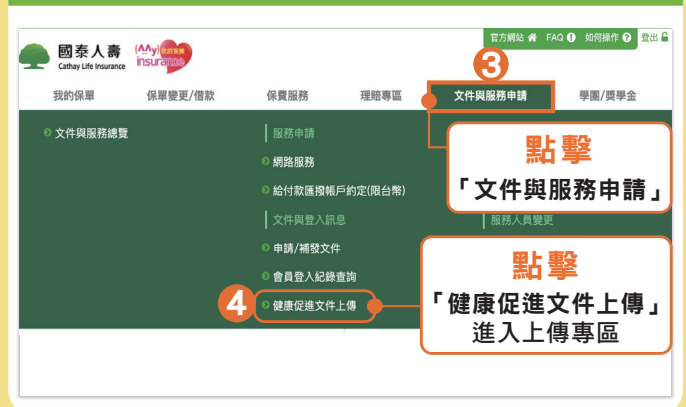 官方網站 FAQ 如何操作 登出
國泰人壽
Cathay Life Insurance
(My)我的保險
insurance
3
我的保單 保單變更/借款 保費服務 理賠專區 文件與服務申請 學團/獎學金
文件與服務總覽
服務申請
網路服務
給付款匯撥帳戶約定(限台幣)
文件與登入訊息
申請/補發文件
會員登入紀錄查詢
4
健康促進文件上傳
服務人員變更
點擊
「文件與服務申請」
點擊
「健康促進文件上傳」
進入上傳專區